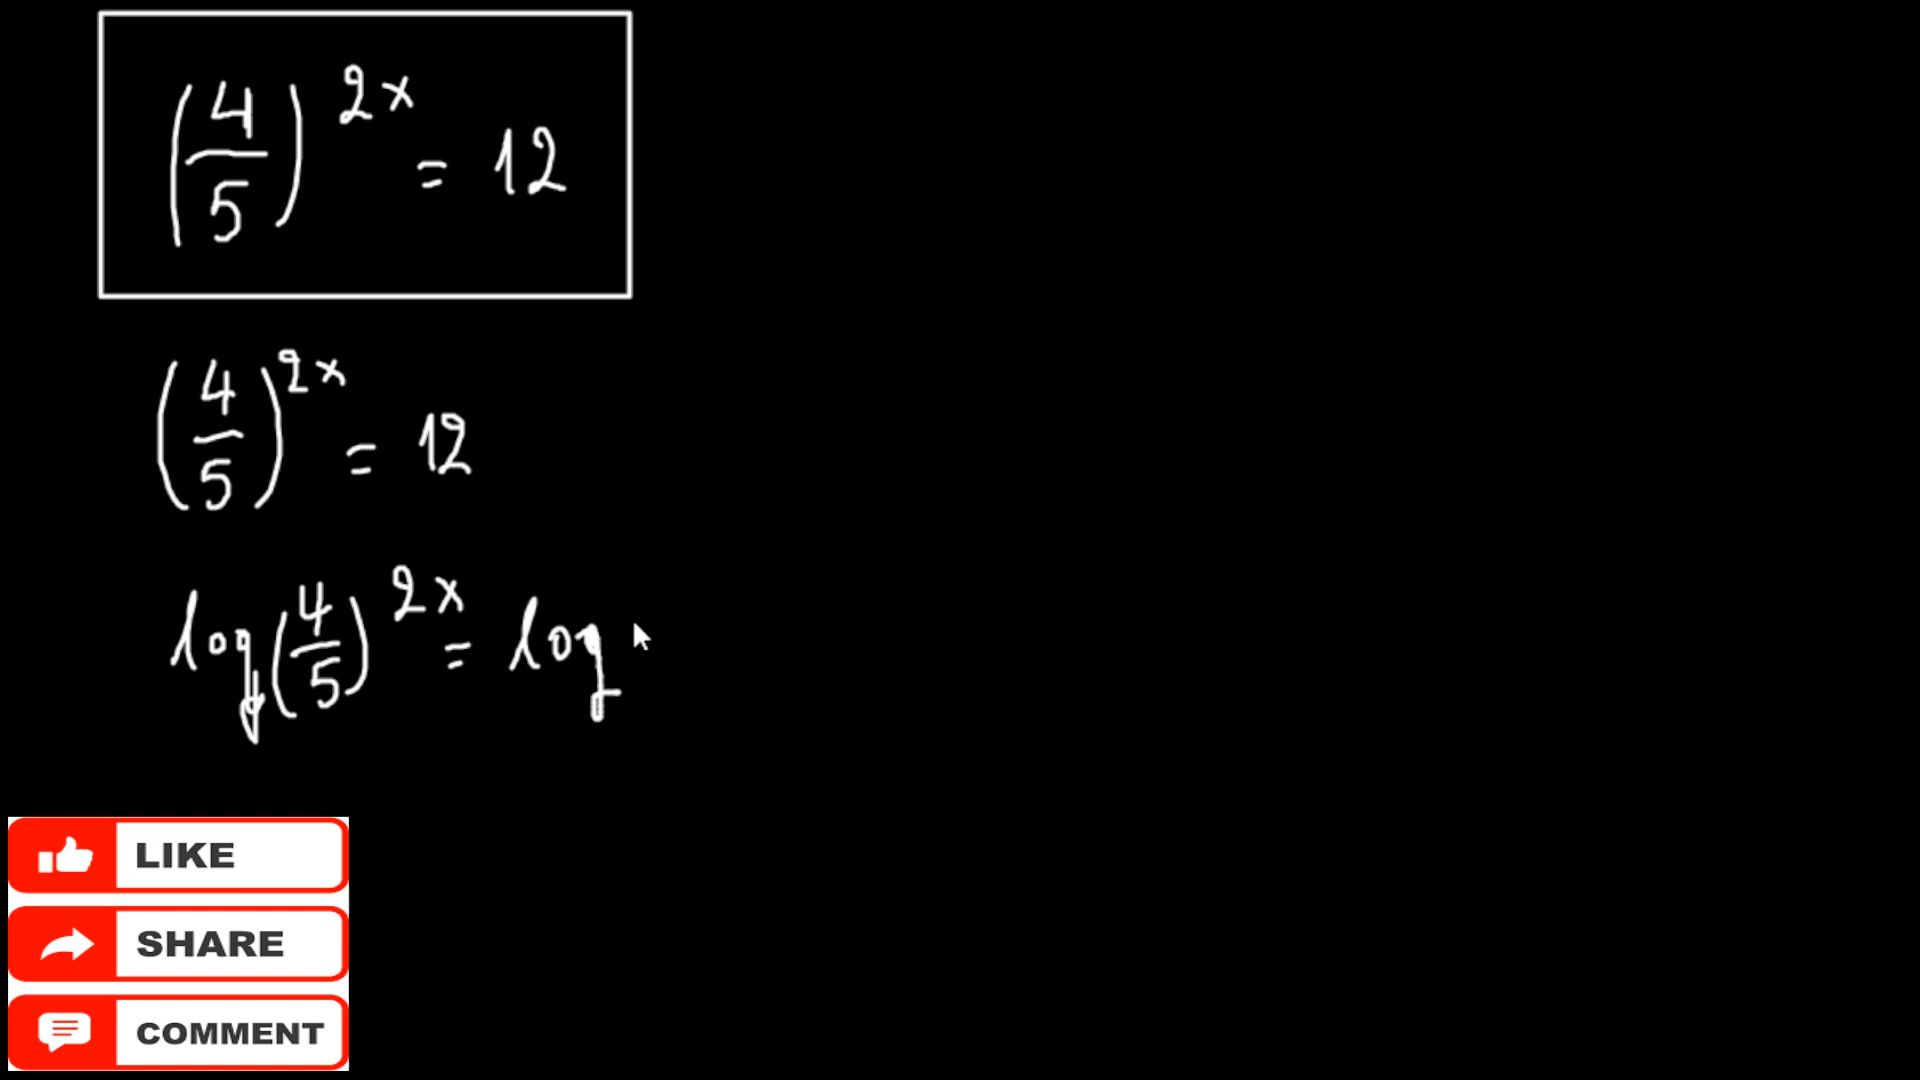 (4/5)^2x = 12
(4/5)^2x = 12
log(4/5)^2x = log
LIKE
SHARE
COMMENT